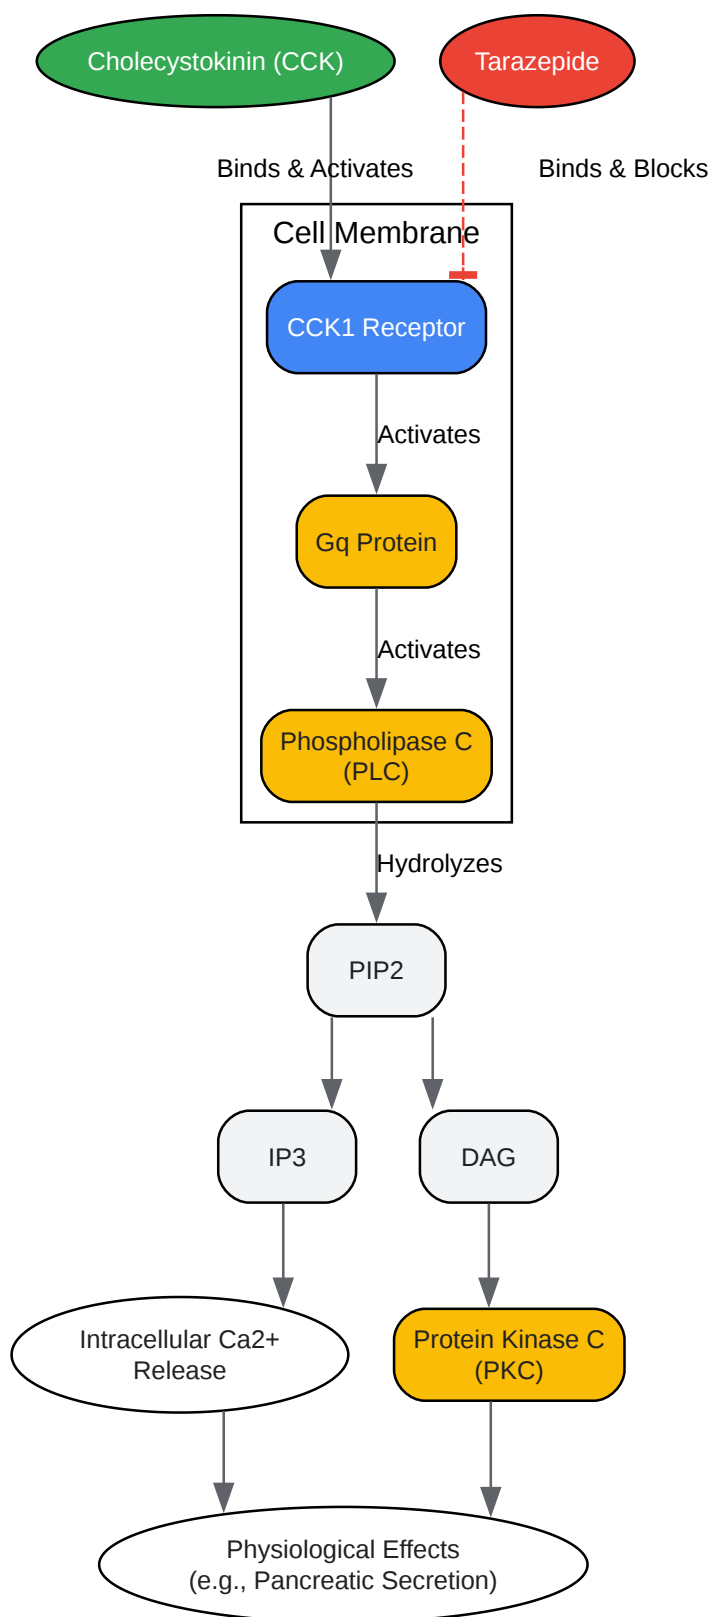 Cholecystokinin (CCK)
Tarazepide
Binds & Activates
Binds & Blocks
Cell Membrane
CCK1 Receptor
Activates
Gq Protein
Activates
Phospholipase C
(PLC)
Hydrolyzes
PIP2
IP3
DAG
Intracellular Ca2+
Release
Protein Kinase C
(PKC)
Physiological Effects
(e.g., Pancreatic Secretion)